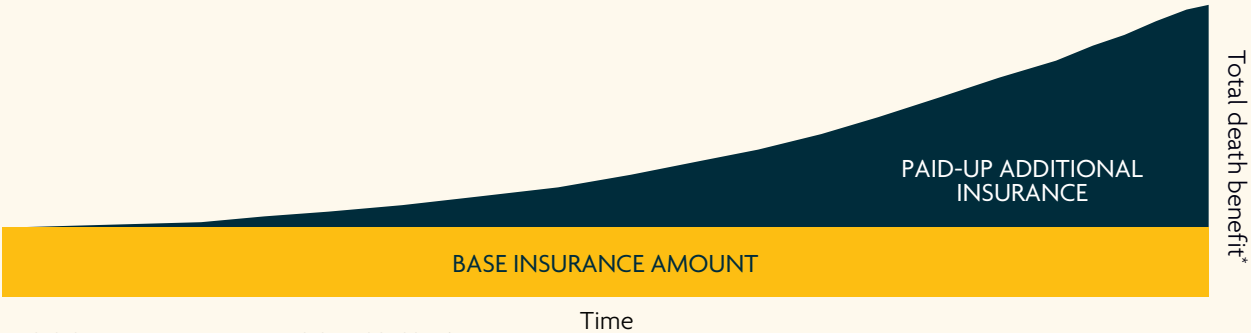 PAID-UP ADDITIONAL
INSURANCE
Total death benefit*
BASE INSURANCE AMOUNT
Time